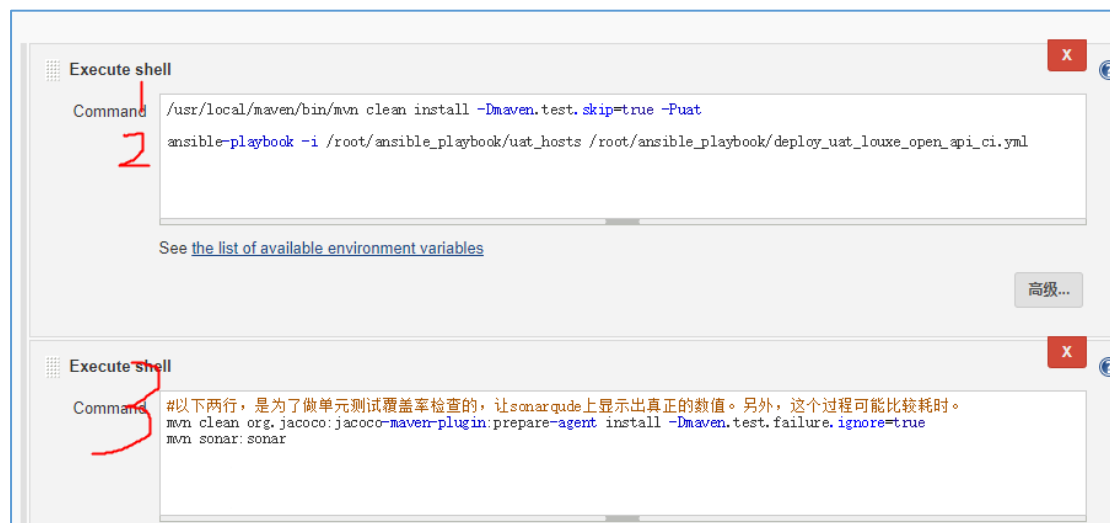 Execute shell
X
1
Command
/usr/local/maven/bin/mvn clean install -Dmaven.test.skip=true -Puat
2
ansible-playbook -i /root/ansible_playbook/uat_hosts /root/ansible_playbook/deploy_uat_louxe_open_api_ci.yml
See the list of available environment variables
高级...
Execute shell
X
3
Command
#以下两行，是为了做单元测试覆盖率检查的，让sonarqude上显示出真正的数值。另外，这个过程可能比较耗时。
mvn clean org.jacoco:jacoco-maven-plugin:prepare-agent install -Dmaven.test.failure.ignore=true
mvn sonar:sonar